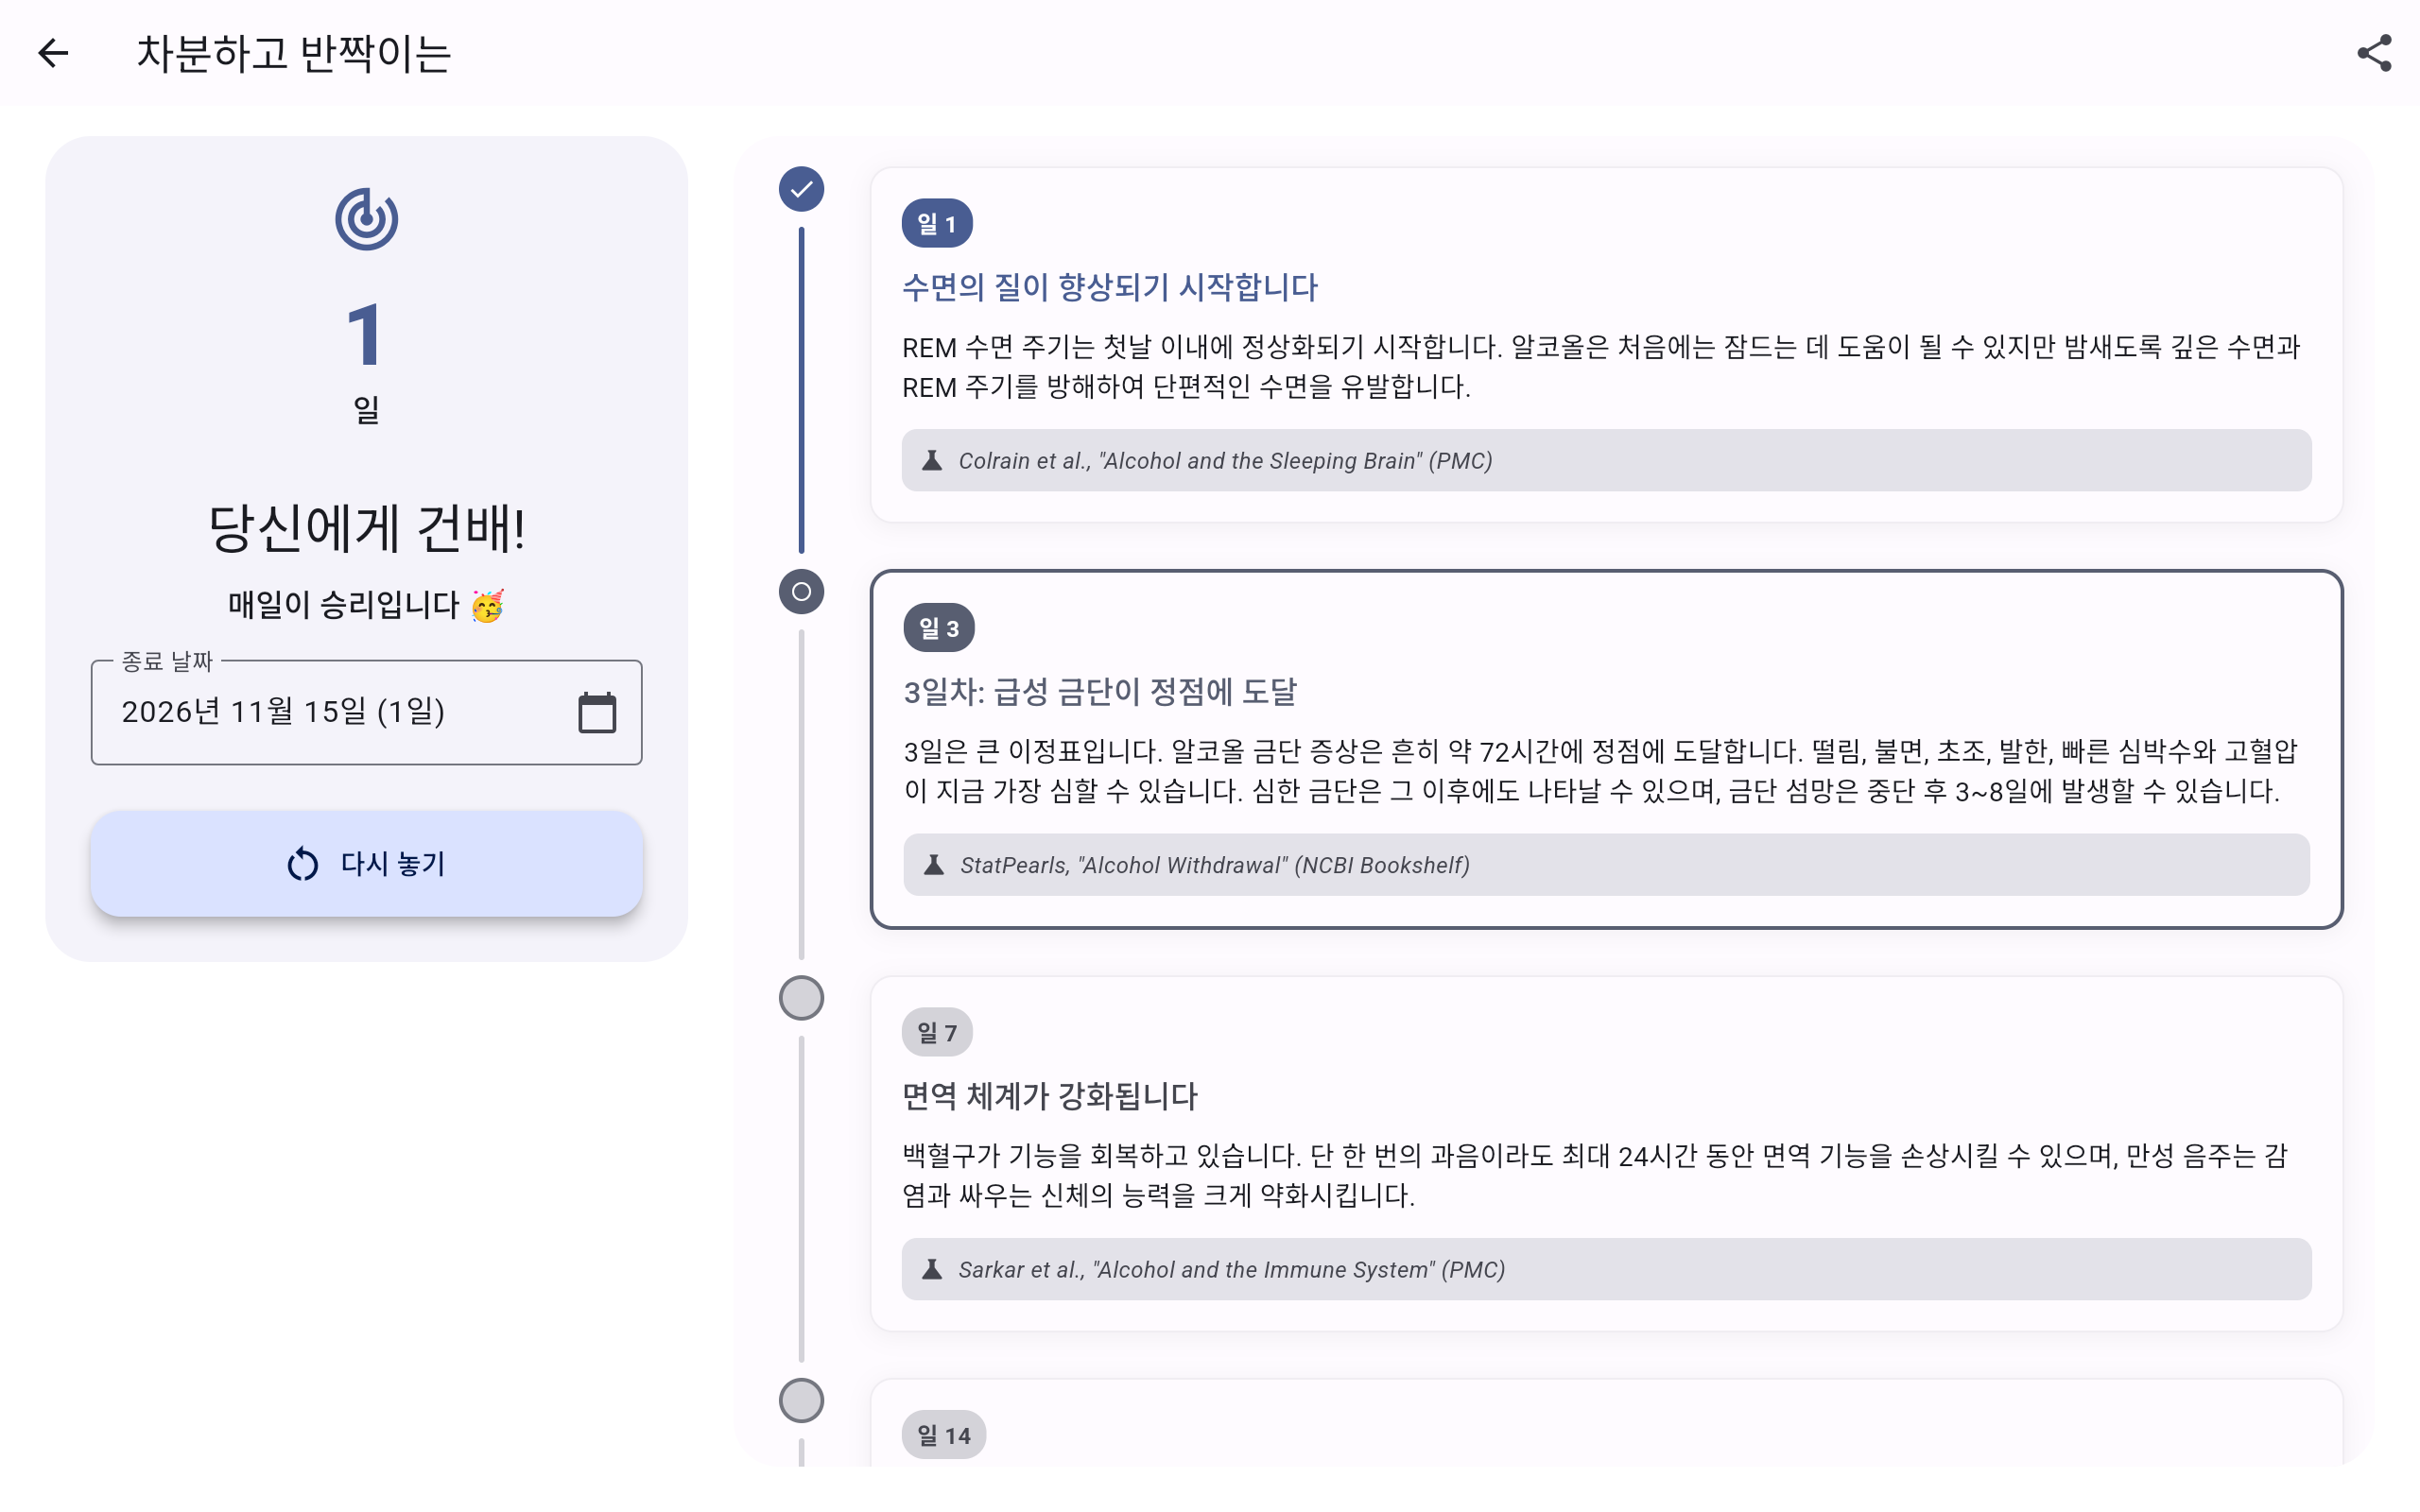 차분하고 반짝이는
1
일
당신에게 건배!
매일이 승리입니다 🥳
종료 날짜
2026년 11월 15일 (1일)
다시 놓기
일 1
수면의 질이 향상되기 시작합니다
REM 수면 주기는 첫날 이내에 정상화되기 시작합니다. 알코올은 처음에는 잠드는 데 도움이 될 수 있지만 밤새도록 깊은 수면과
REM 주기를 방해하여 단편적인 수면을 유발합니다.
Colrain et al., "Alcohol and the Sleeping Brain" (PMC)
일 3
3일차: 급성 금단이 정점에 도달
3일은 큰 이정표입니다. 알코올 금단 증상은 흔히 약 72시간에 정점에 도달합니다. 떨림, 불면, 초조, 발한, 빠른 심박수와 고혈압
이 지금 가장 심할 수 있습니다. 심한 금단은 그 이후에도 나타날 수 있으며, 금단 섬망은 중단 후 3~8일에 발생할 수 있습니다.
StatPearls, "Alcohol Withdrawal" (NCBI Bookshelf)
일 7
면역 체계가 강화됩니다
백혈구가 기능을 회복하고 있습니다. 단 한 번의 과음이라도 최대 24시간 동안 면역 기능을 손상시킬 수 있으며, 만성 음주는 감
염과 싸우는 신체의 능력을 크게 약화시킵니다.
Sarkar et al., "Alcohol and the Immune System" (PMC)
일 14